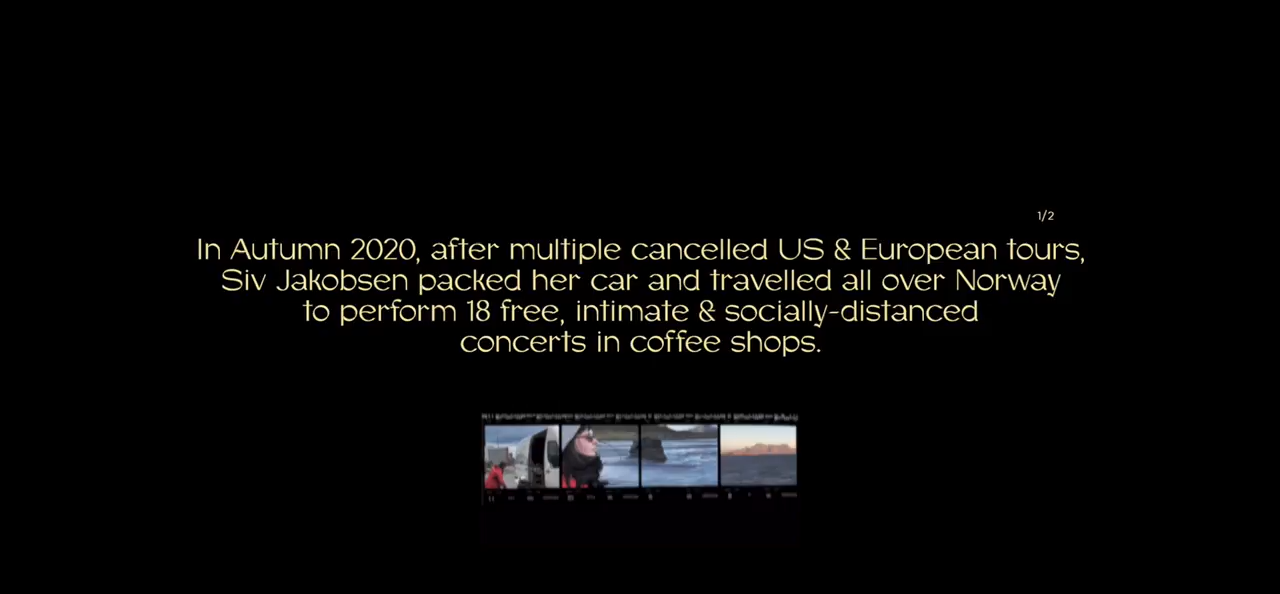 1/2
In Autumn 2020, after multiple cancelled US & European tours,
Siv Jakobsen packed her car and travelled all over Norway
to perform 18 free, intimate & socially-distanced
concerts in coffee shops.